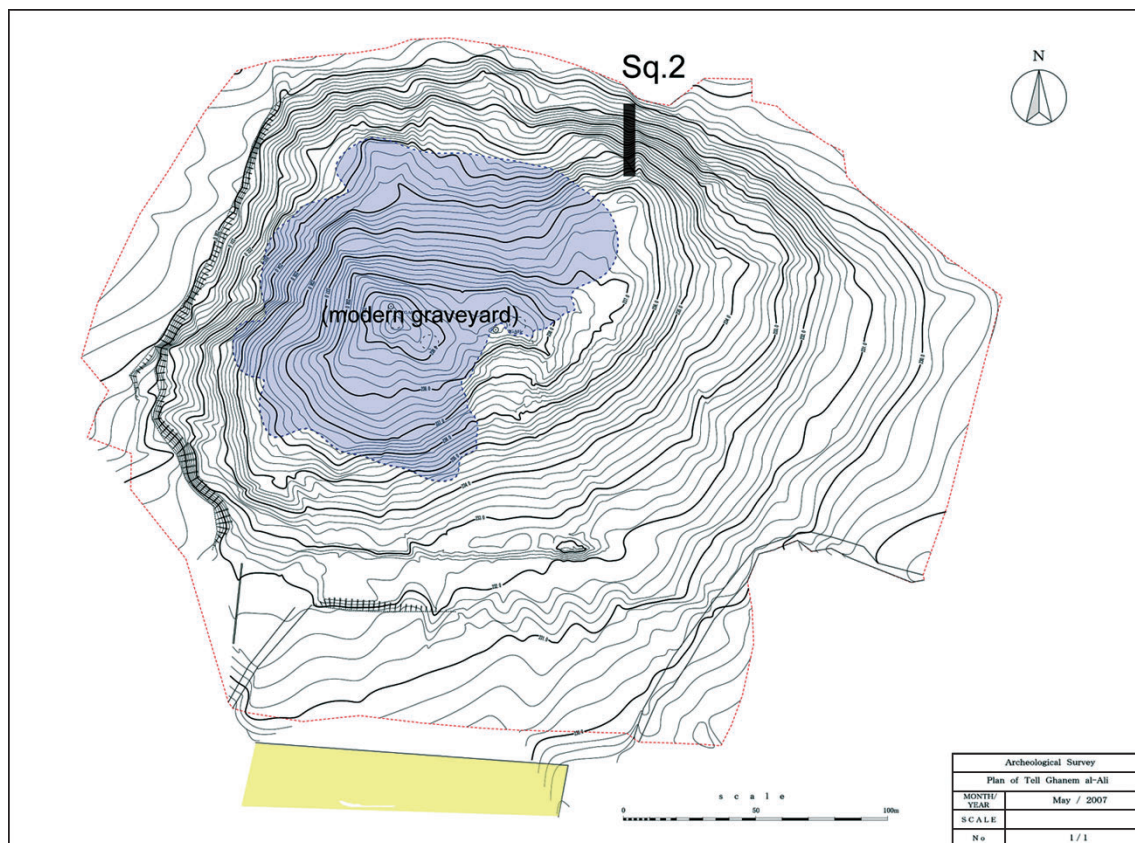 Sq.2
N
(modern graveyard)
s c a l e
0 50 100m
Archeological Survey
Plan of Tell Ghanem al-Ali
MONTH/ YEAR May / 2007
SCALE
No 1/1